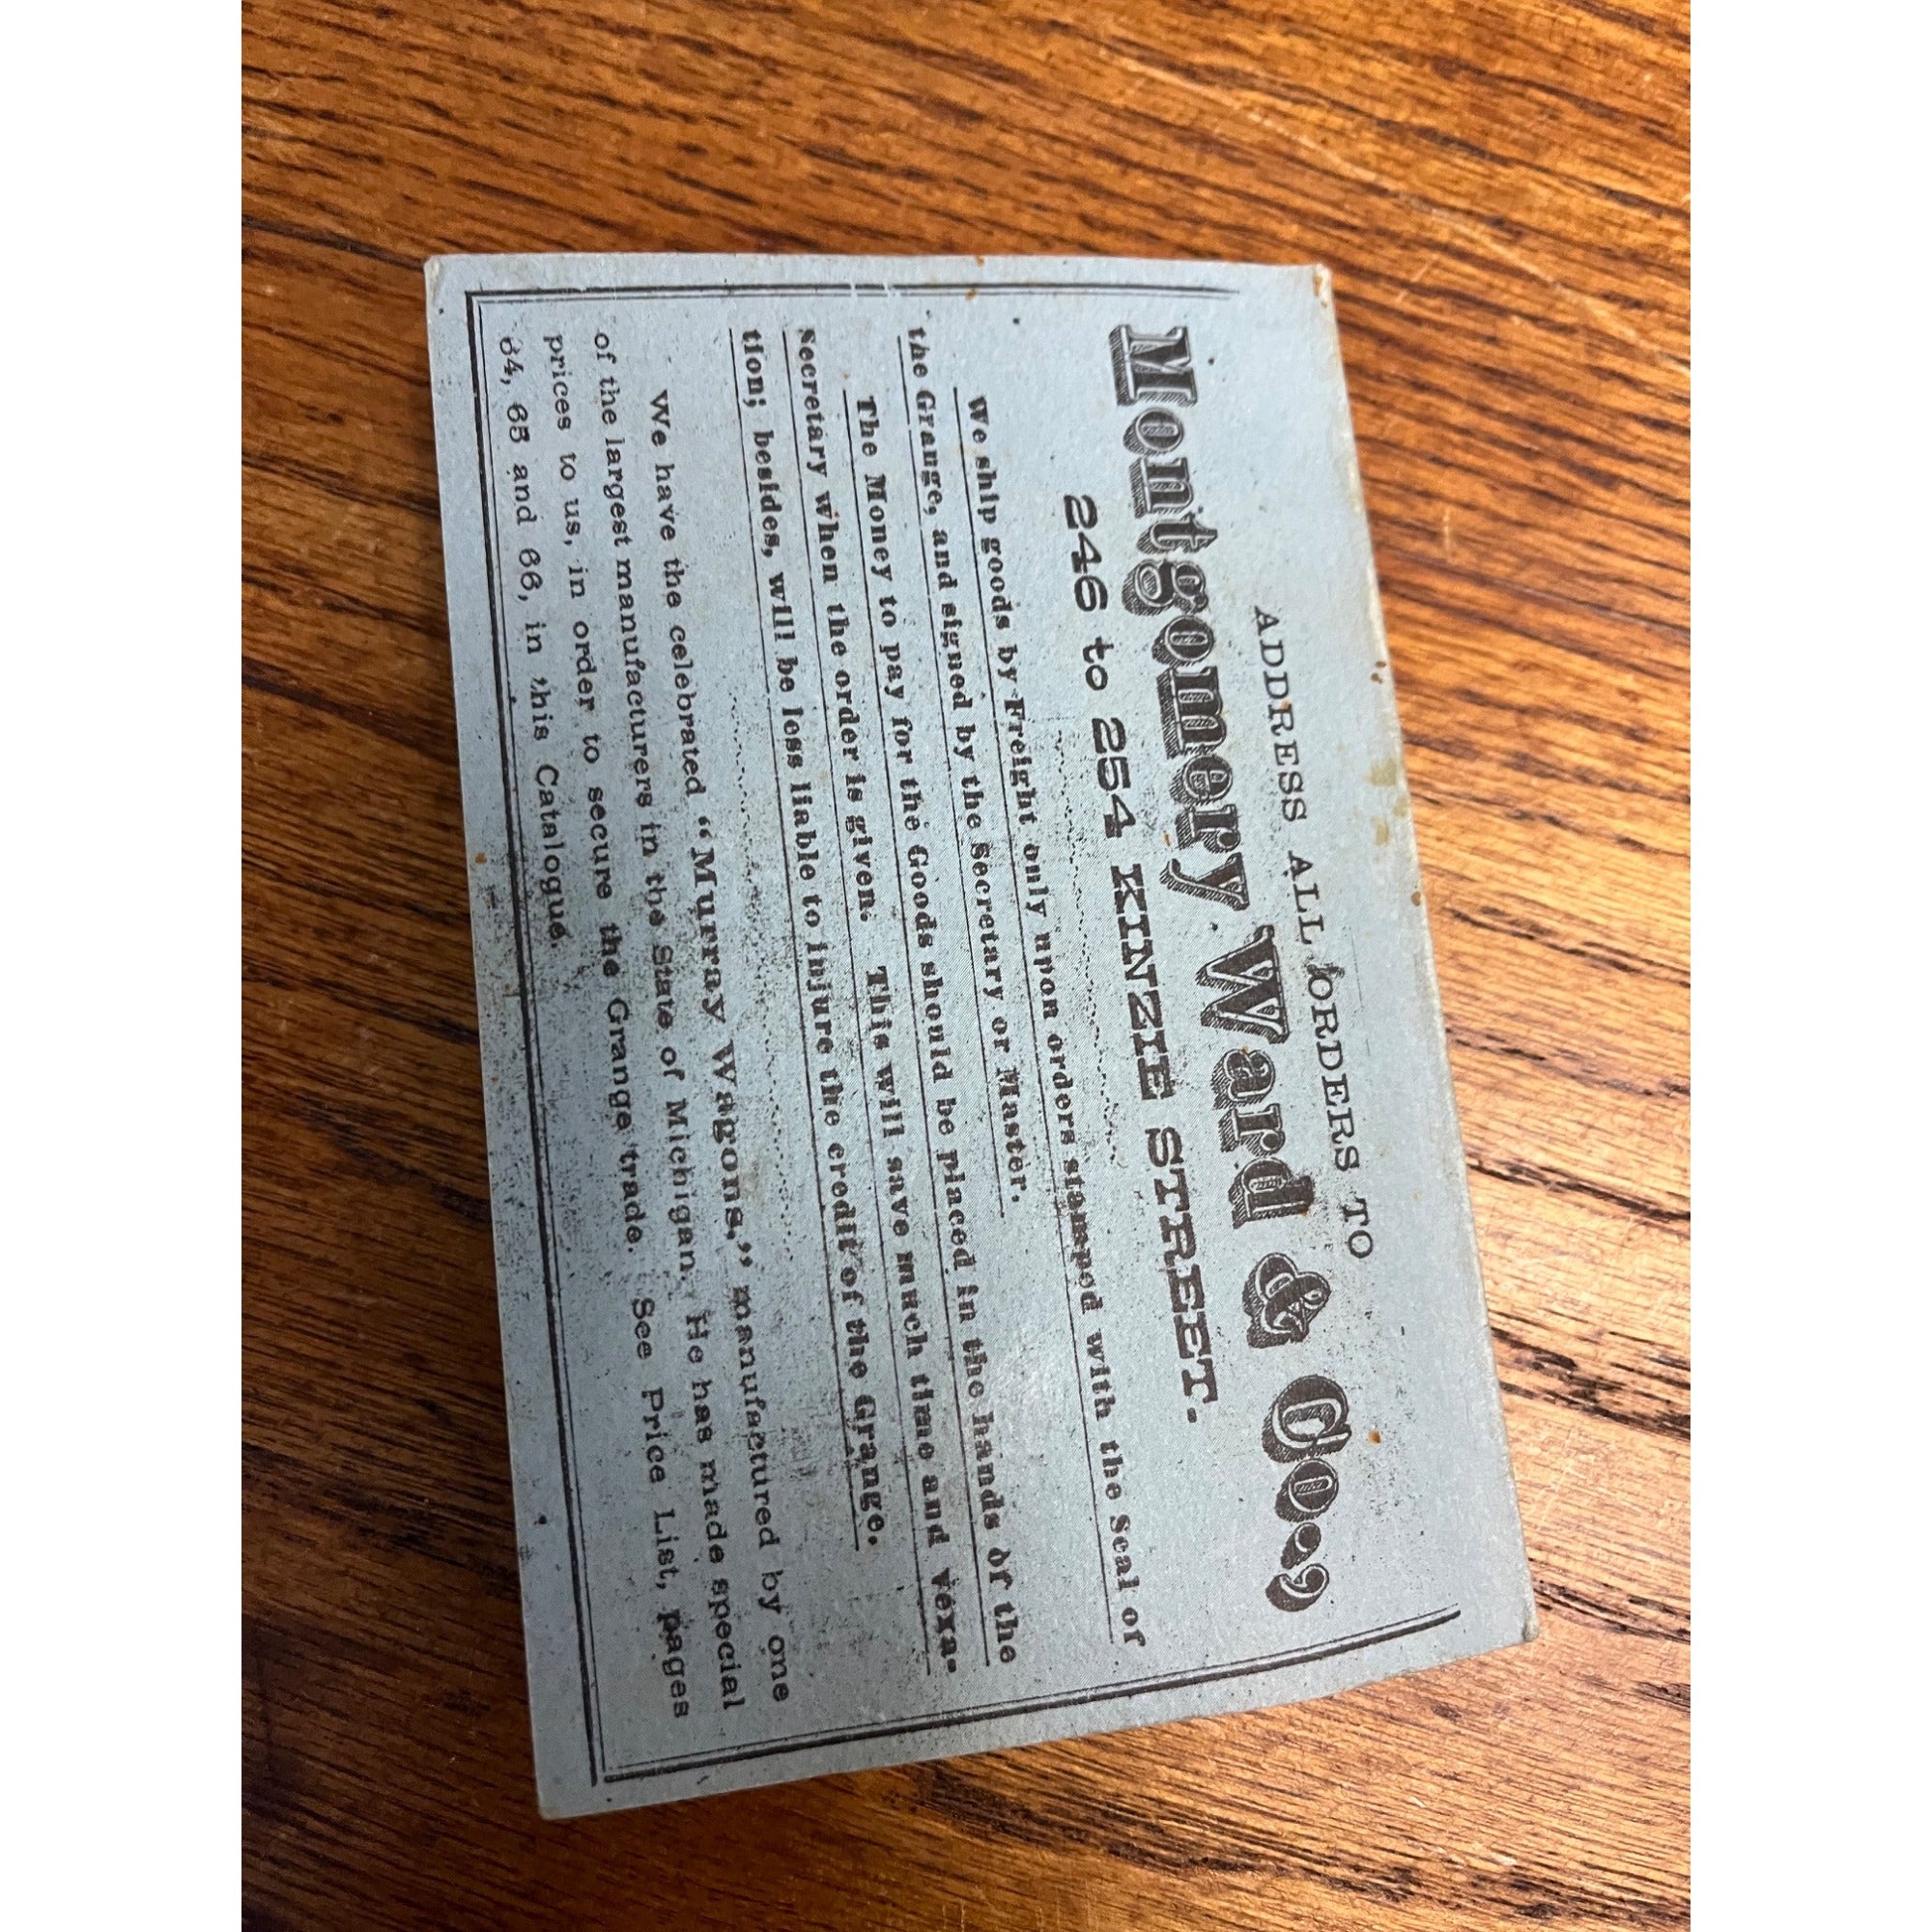 ADDRESS ALL ORDERS TO
Montgomery Ward & Co.,
246 to 254 KINZIE STREET.
We ship goods by Freight only upon orders stamped with the Seal of
the Grange, and signed by the Secretary or Master.
The Money to pay for the Goods should be placed in the hands of the
Secretary when the order is given. This will save much time and vexa-
tion; besides, will be less liable to injure the credit of the Grange.
We have the celebrated “Murray Wagons,” manufactured by one
of the largest manufacturers in the State of Michigan. He has made special
prices to us, in order to secure the Grange trade. See Price List, pages
64, 65 and 66, in this Catalogue.